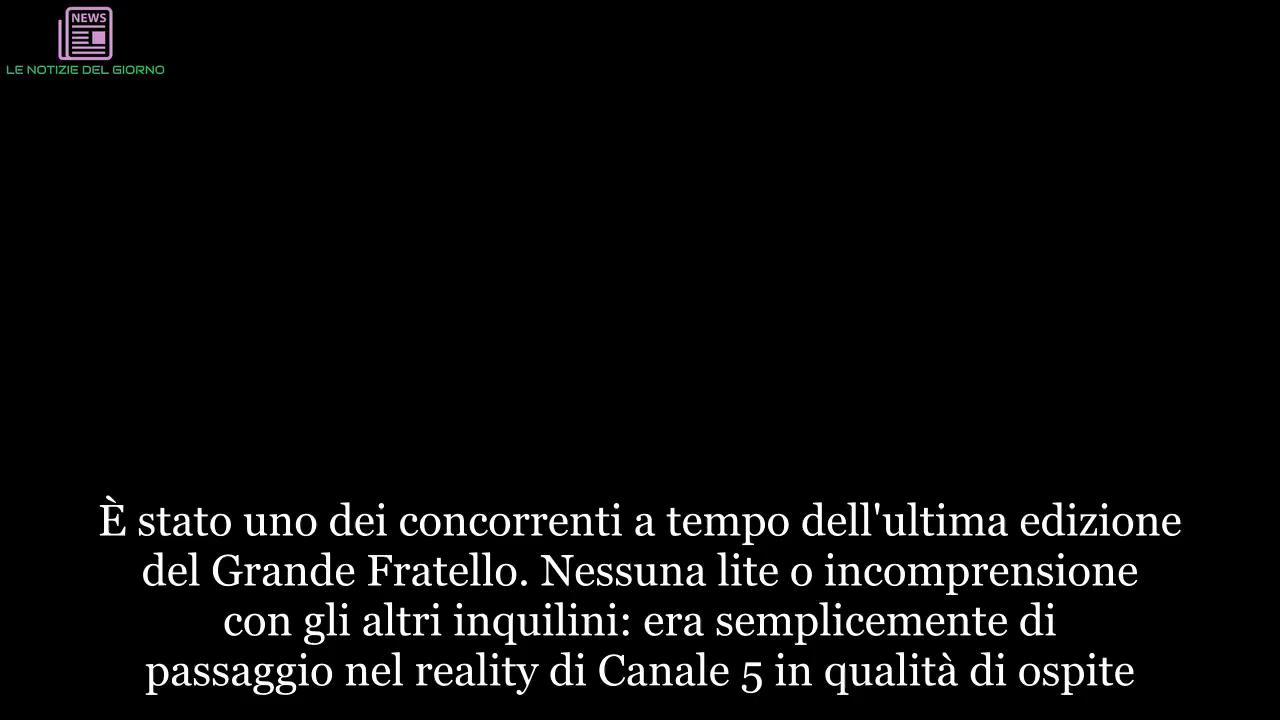 NEWS
LE NOTIZIE DEL GIORNO
È stato uno dei concorrenti a tempo dell'ultima edizione
del Grande Fratello. Nessuna lite o incomprensione
con gli altri inquilini: era semplicemente di
passaggio nel reality di Canale 5 in qualità di ospite